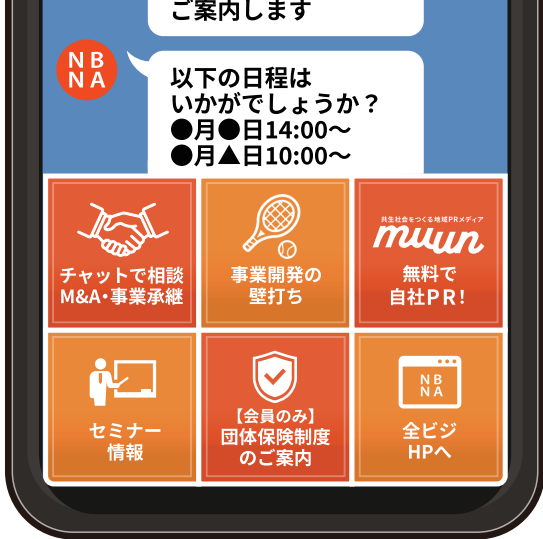 ご案内します
NB
NA
以下の日程は
いかがでしょうか？
●月●日14:00～
●月▲日10:00～
チャットで相談
M&A・事業承継
事業開発の
壁打ち
共生社会をつくる地域PRメディア
muun
無料で
自社PR!
セミナー
情報
【会員のみ】
団体保険制度
のご案内
NB
NA
全ビジ
HPへ